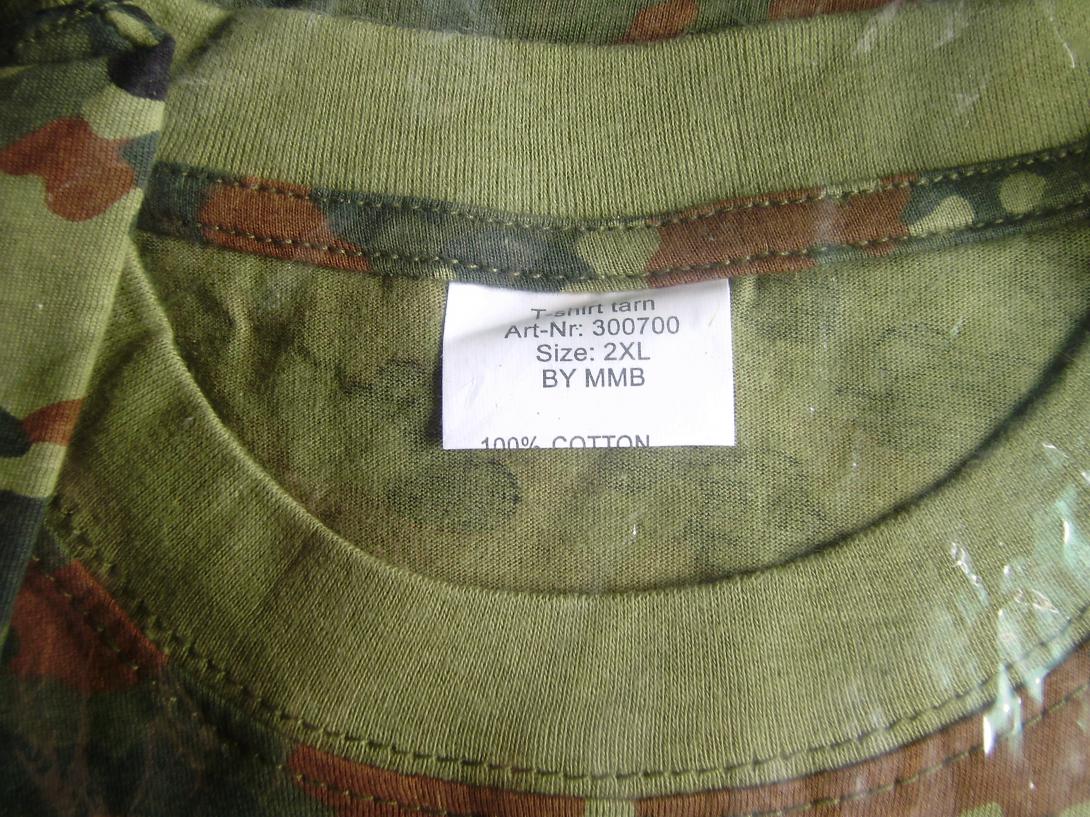 T-shirt tarn
Art-Nr: 300700
Size: 2XL
BY MMB
100% COTTON